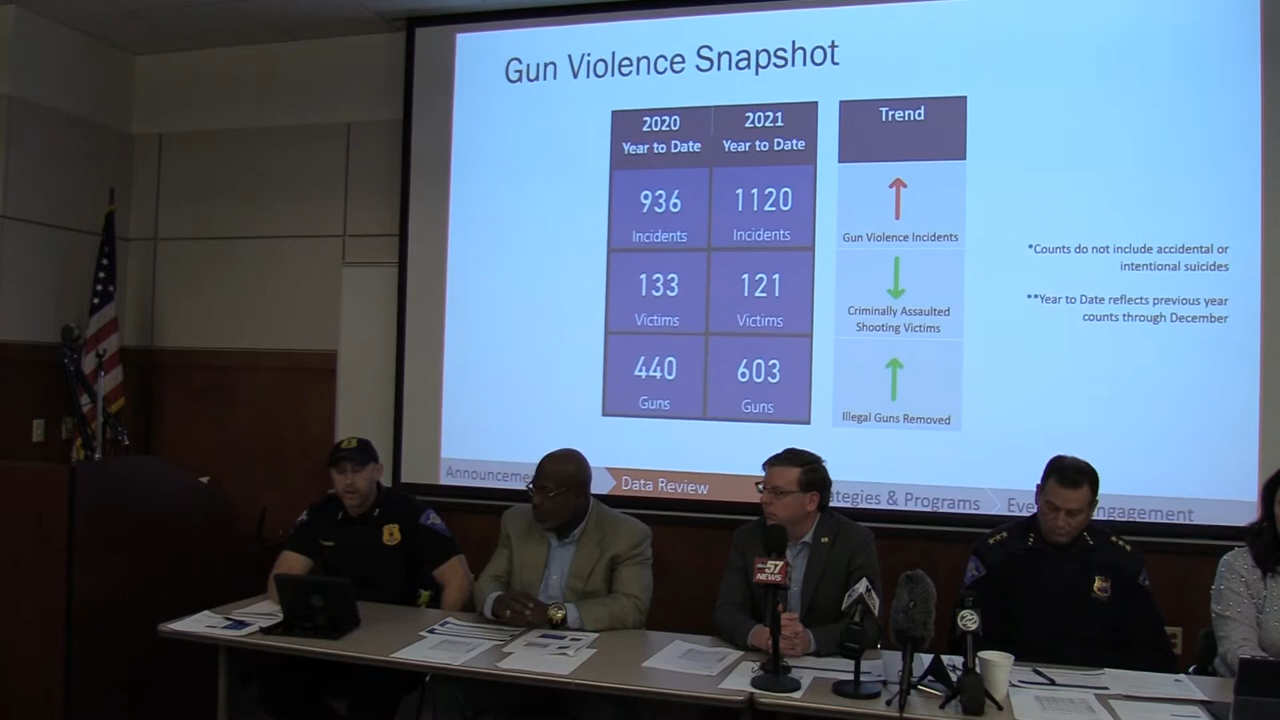 Gun Violence Snapshot
2020 2021 Trend
Year to Date Year to Date
936 1120
Incidents Incidents
Gun Violence Incidents
133 121
Victims Victims
Criminally Assaulted
Shooting Victims
440 603
Guns Guns
Illegal Guns Removed
*Counts do not include accidental or
intentional suicides
**Year to Date reflects previous year
counts through December
Data Review
& Programs
57
NEWS
22